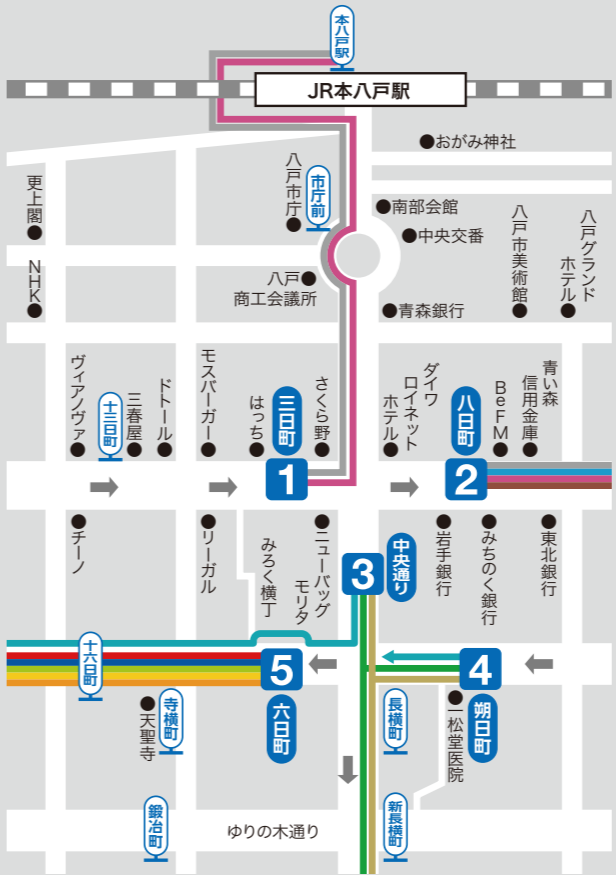 本八戸駅
JR本八戸駅
おがみ神社
八戸市庁
市庁前
南部会館
中央交番
更上閣
NHK
八戸
商工会議所
青森銀行
八戸市美術館
八戸グランド
ホテル
ヴィアノヴァ
十三日町
三春屋
ドトール
モスバーガー
はっち
三日町
さくら野
ダイワ
ロイネット
ホテル
八日町
BeFM
青い森
信用金庫
1
2
チーノ
リーガル
みろく横丁
ニューバッグ
モリタ
3
中央通り
岩手銀行
みちのく銀行
東北銀行
十六日町
5
六日町
4
朔日町
天聖寺
寺横町
長横町
一松堂医院
鍛冶町
ゆりの木通り
新長横町